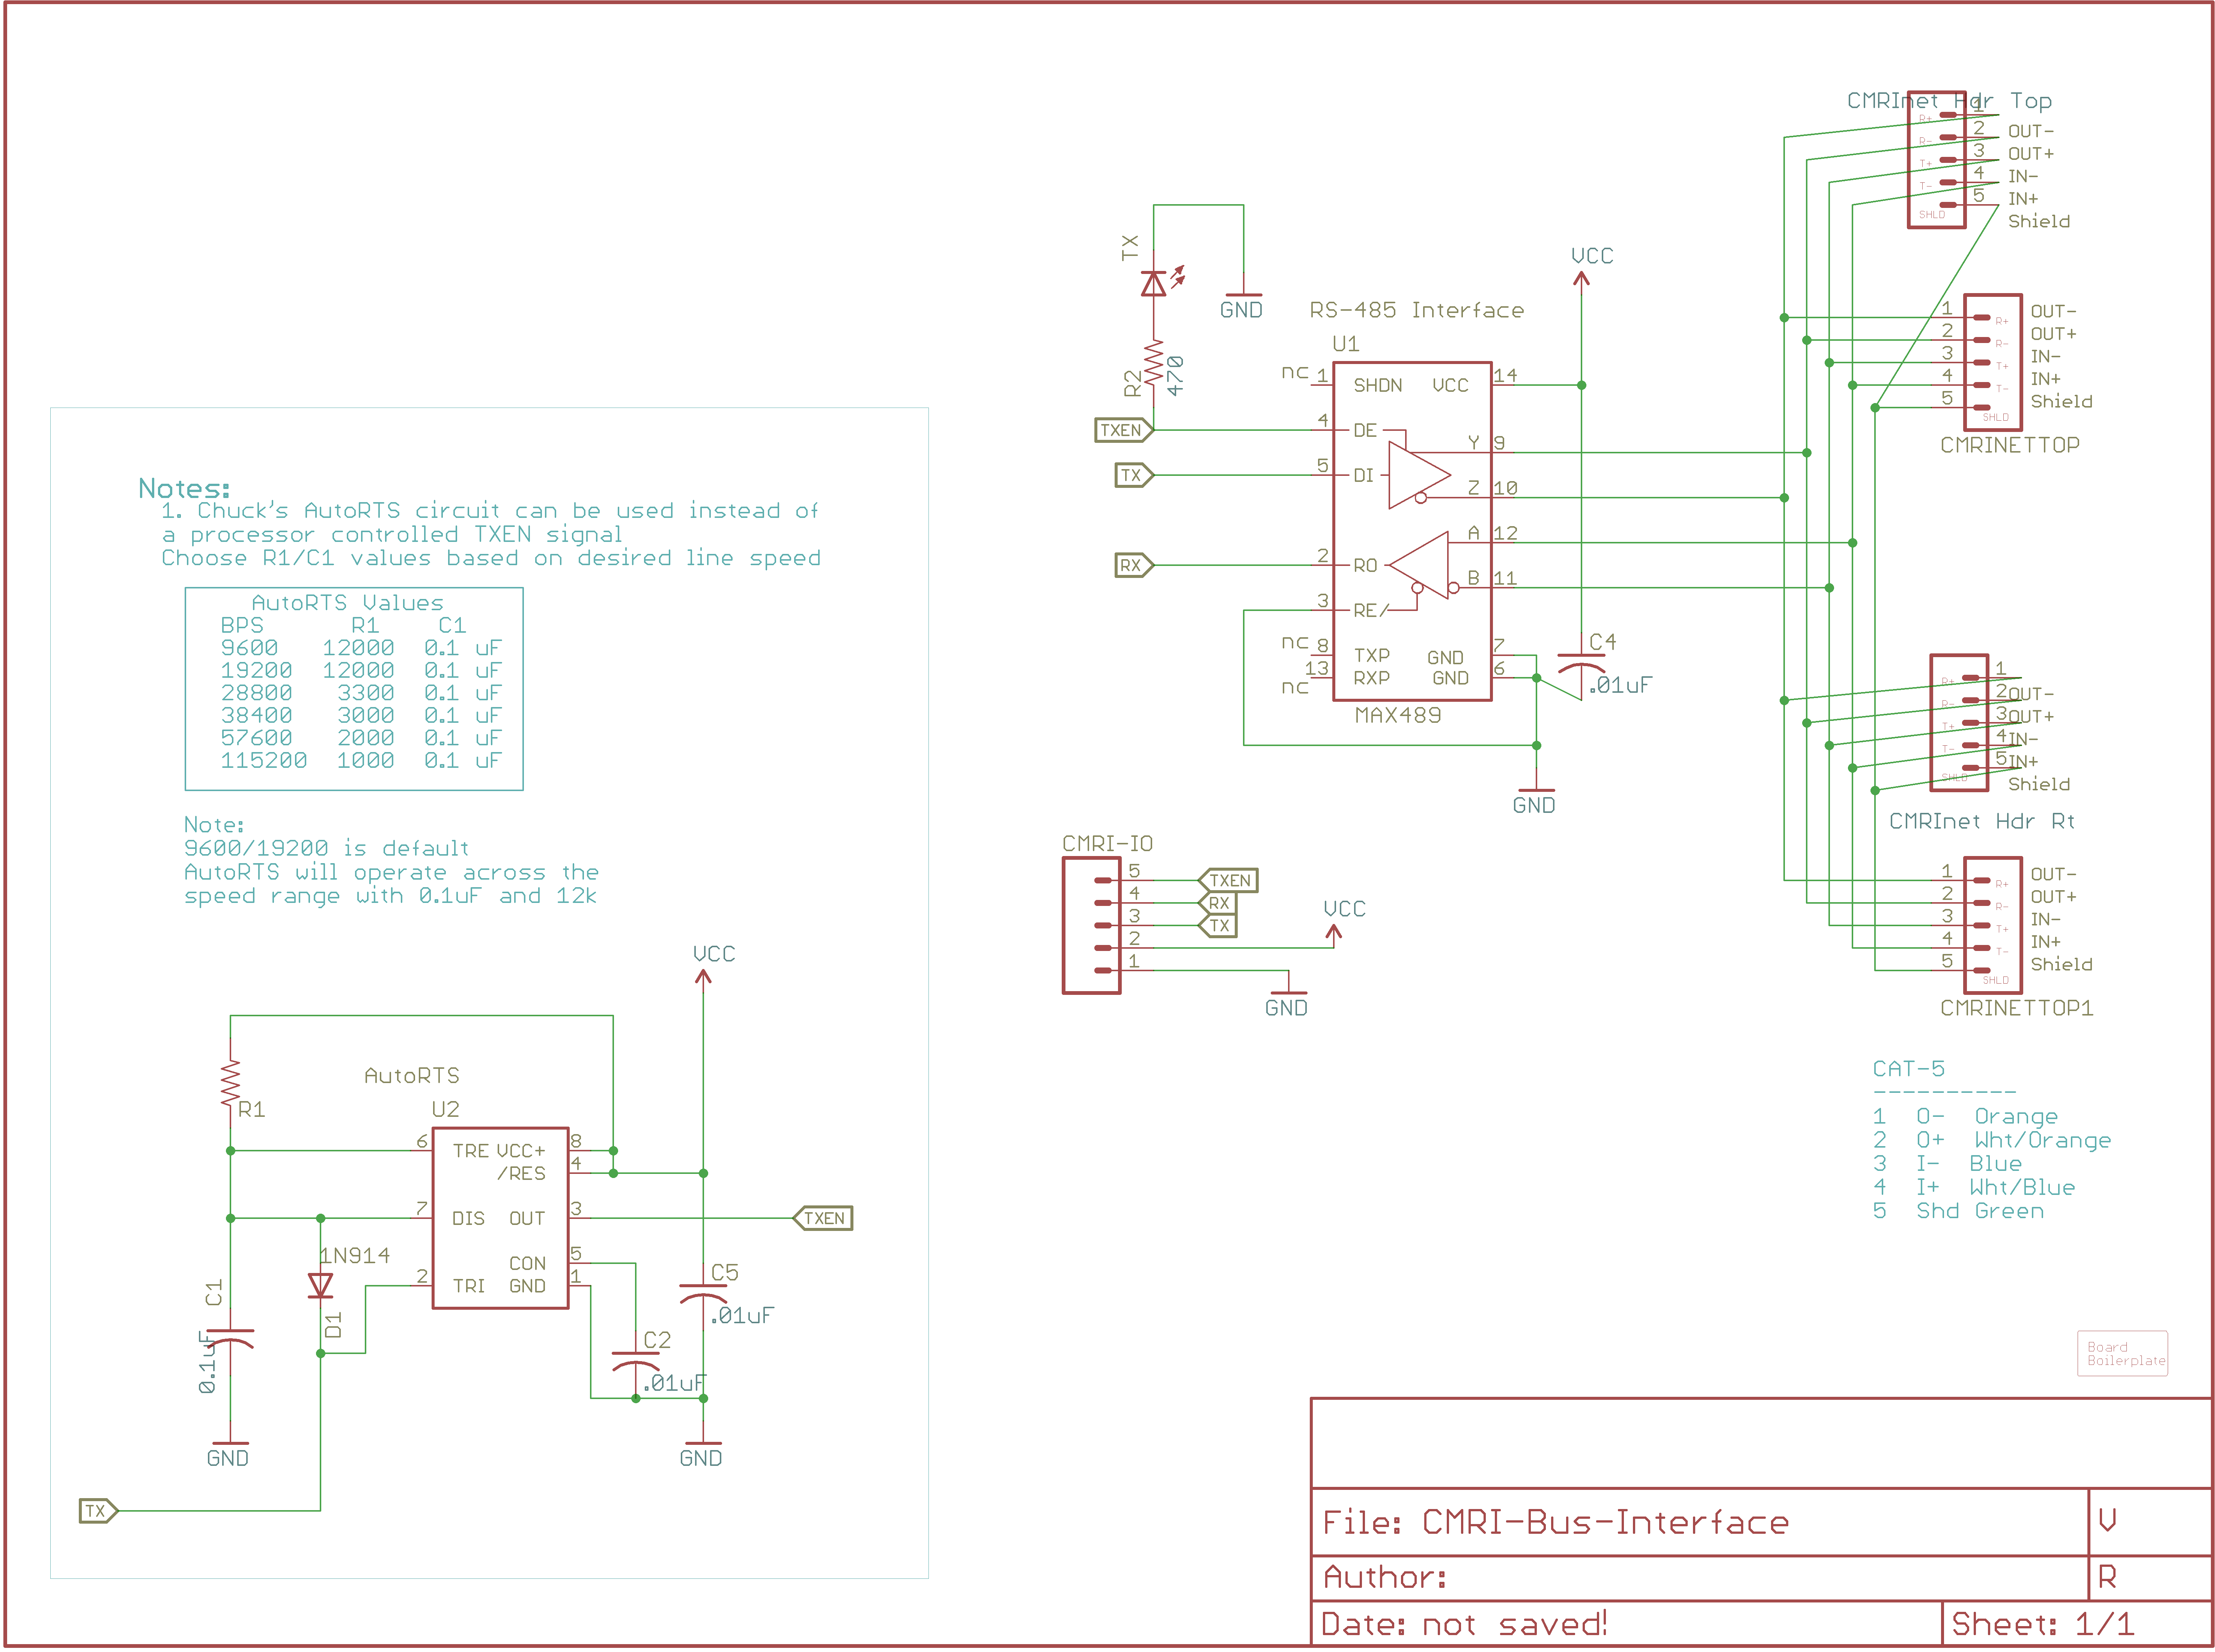 Notes:
1. Chuck's AutoRTS circuit can be used instead of
a processor controlled TXEN signal
Choose R1/C1 values based on desired line speed
AutoRTS Values
BPS R1 C1
9600 12000 0.1 uF
19200 12000 0.1 uF
28800 3300 0.1 uF
38400 3000 0.1 uF
57600 2000 0.1 uF
115200 1000 0.1 uF
Note:
9600/19200 is default
AutoRTS will operate across the
speed range with 0.1uF and 12k
VCC
R1
AutoRTS
U2
6 TRE VCC+ 8
/RES 4
7 DIS OUT 3
TXEN
CON 5
2 TRI GND 1
1N914
D1
C1
0.1uF
C5
.01uF
C2
.01uF
GND
GND
TX
TX
GND
R2
470
VCC
RS-485 Interface
U1
nc 1 SHDN VCC 14
TXEN 4 DE Y 9
TX 5 DI Z 10
A 12
RX 2 RO B 11
3 RE/
nc 8 TXP GND 7
13 RXP GND 6
nc
MAX489
C4
.01uF
GND
CMRI-IO
5 TXEN
4 RX
3 TX
2 VCC
1 GND
CMRInet Hdr Top
R+ 1
R- 2 OUT-
T+ 3 OUT+
T- 4 IN-
SHLD 5 IN+
Shield
1 R+ OUT-
2 R- OUT+
3 T+ IN-
4 T- IN+
5 SHLD Shield
CMRINETTOP
R+ 1
R- 2 OUT-
T+ 3 OUT+
T- 4 IN-
SHLD 5 IN+
Shield
CMRInet Hdr Rt
1 R+ OUT-
2 R- OUT+
3 T+ IN-
4 T- IN+
5 SHLD Shield
CMRINETTOP1
CAT-5
----------
1 O- Orange
2 O+ Wht/Orange
3 I- Blue
4 I+ Wht/Blue
5 Shd Green
Board
Boilerplate
File: CMRI-Bus-Interface V
Author: R
Date: not saved! Sheet: 1/1